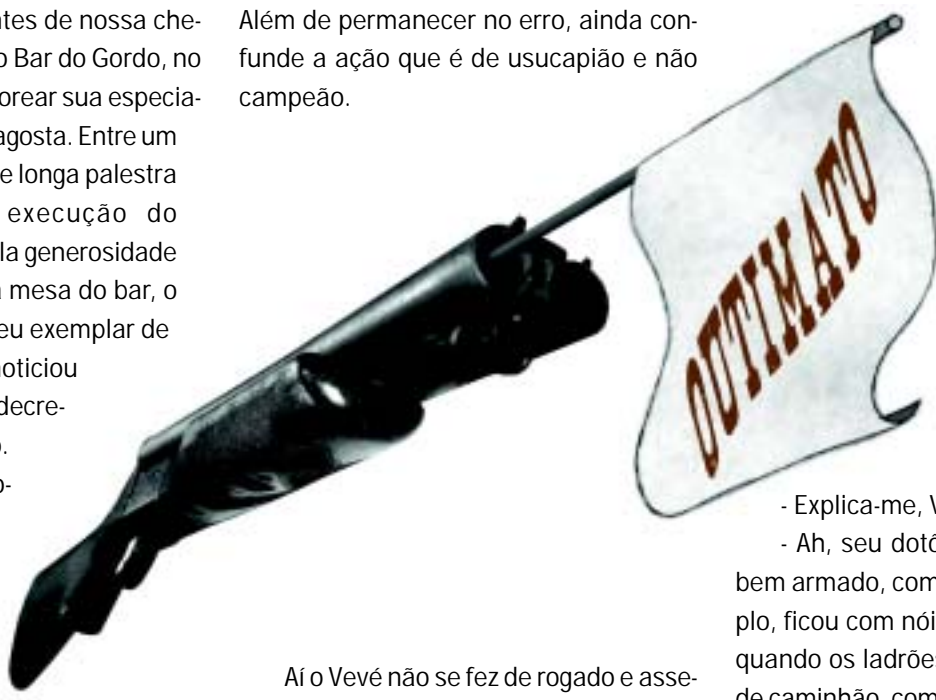 ntes de nossa che-
o Bar do Gordo, no
orear sua especia-
agosta. Entre um
e longa palestra
execução do
la generosidade
mesa do bar, o
eu exemplar de
noticiou
decre-
Além de permanecer no erro, ainda con-
funde a ação que é de usucapião e não
campeão.
OUTIMATO
Aí o Vevé não se fez de rogado e asse-
- Explica-me, V
- Ah, seu dotô
bem armado, com
plo, ficou com nói
quando os ladrões
de caminhão, com